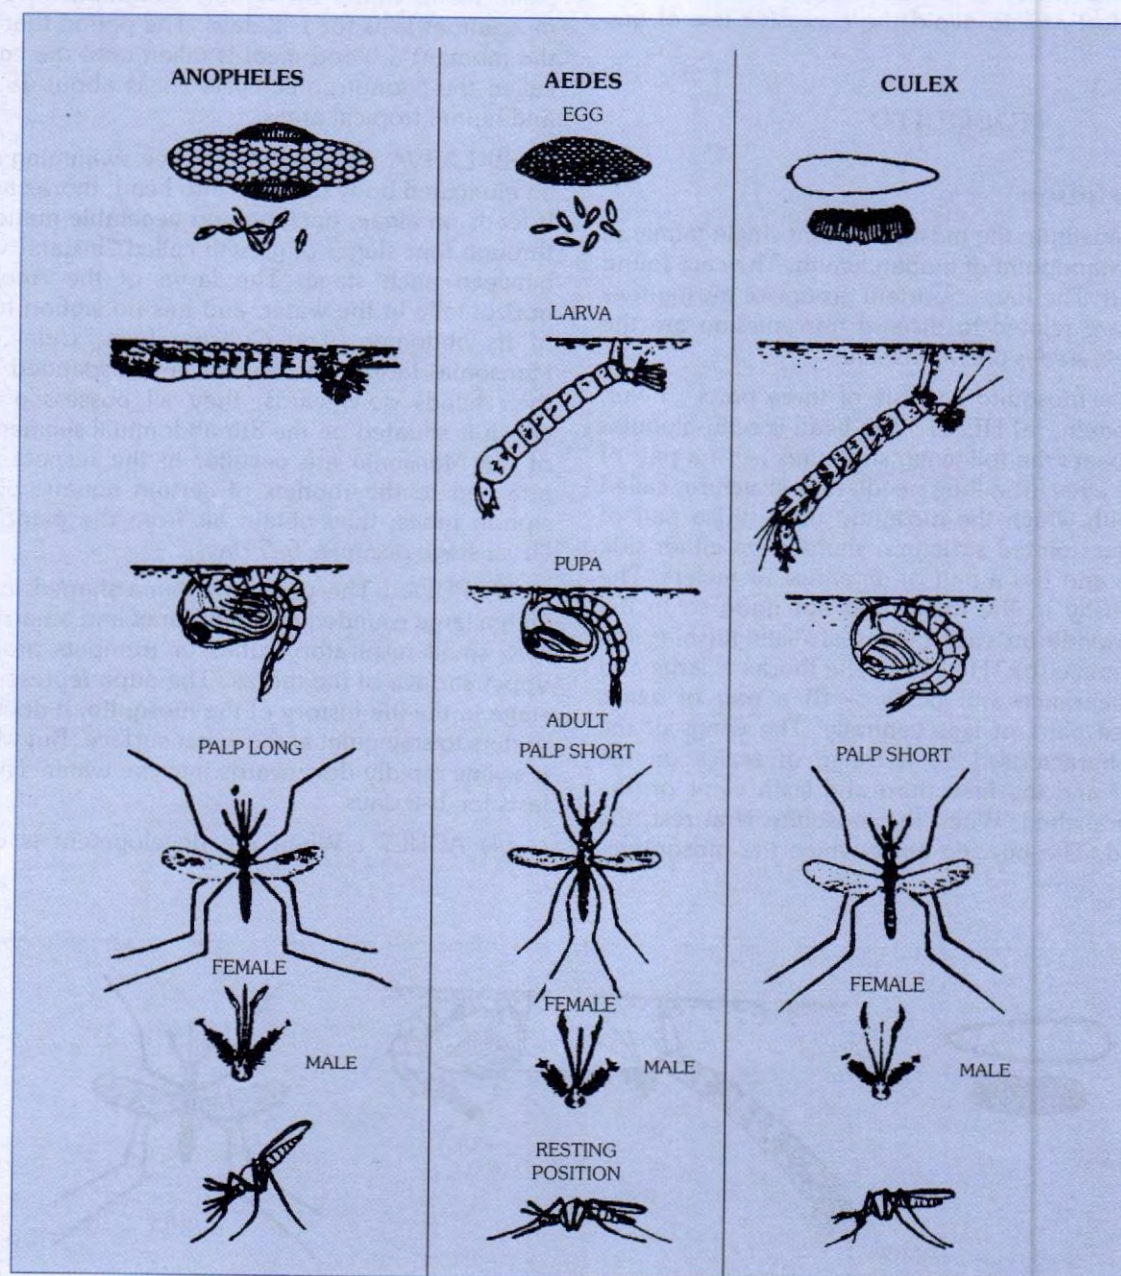 ANOPHELES AEDES CULEX
EGG
LARVA
PUPA
ADULT
PALP LONG PALP SHORT PALP SHORT
FEMALE FEMALE FEMALE
MALE MALE MALE
RESTING
POSITION